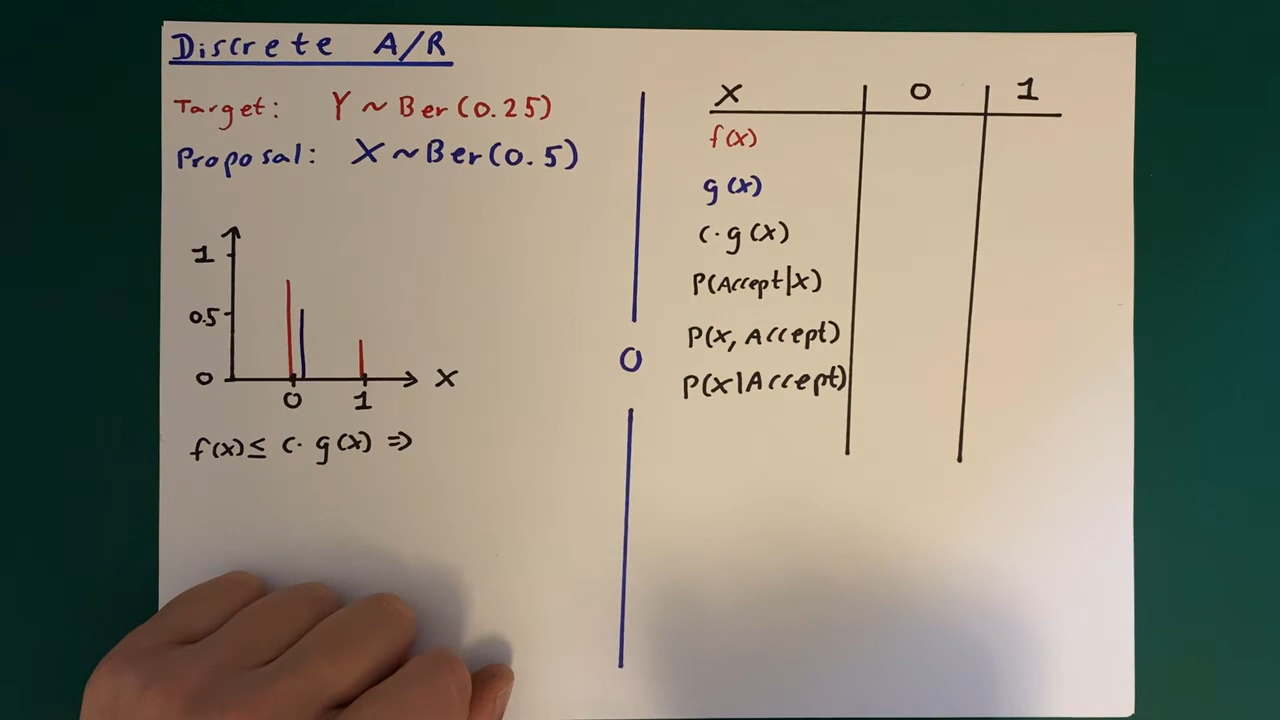 Discrete A/R
Target: Y ~ Ber(0.25)
Proposal: X ~ Ber(0.5)
1
0.5
0
0 1
X
f(x) ≤ c · g(x) ⇒
0
X 0 1
f(x)
g(x)
c · g(x)
P(Accept|x)
P(x, Accept)
P(x|Accept)